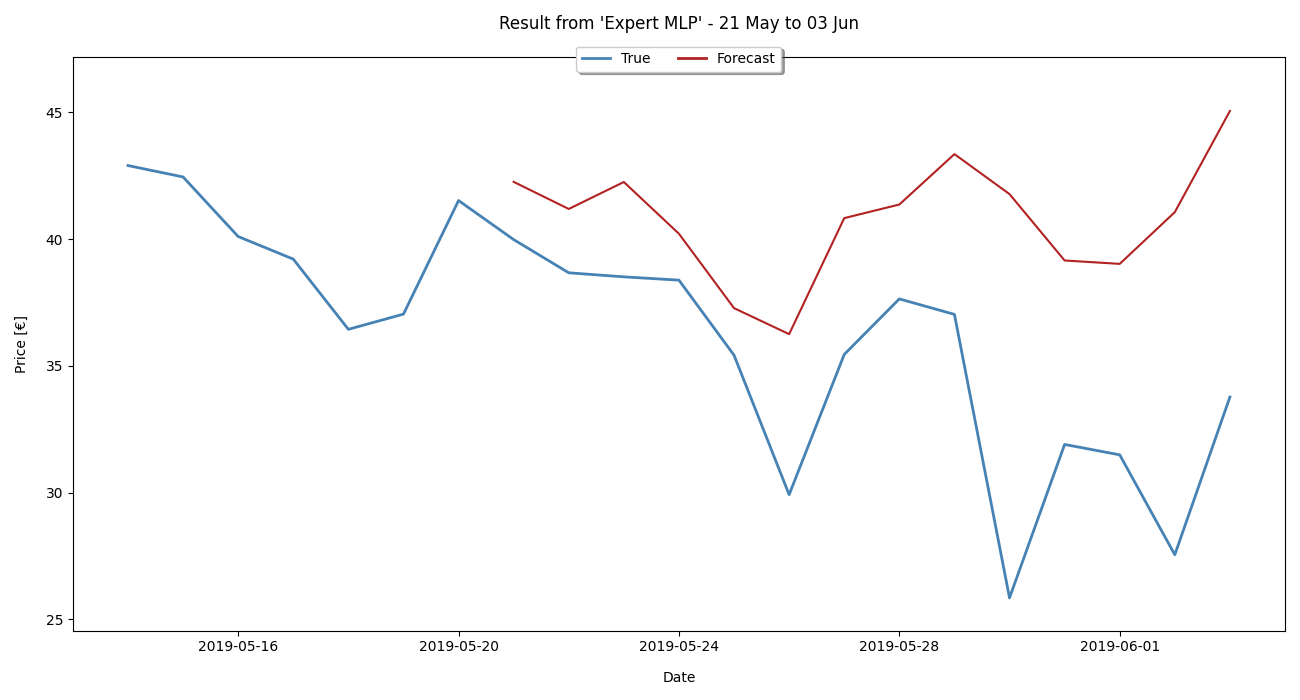 Result from 'Expert MLP' - 21 May to 03 Jun
True Forecast
45
40
35
30
25
Price [€]
2019-05-16 2019-05-20 2019-05-24 2019-05-28 2019-06-01
Date